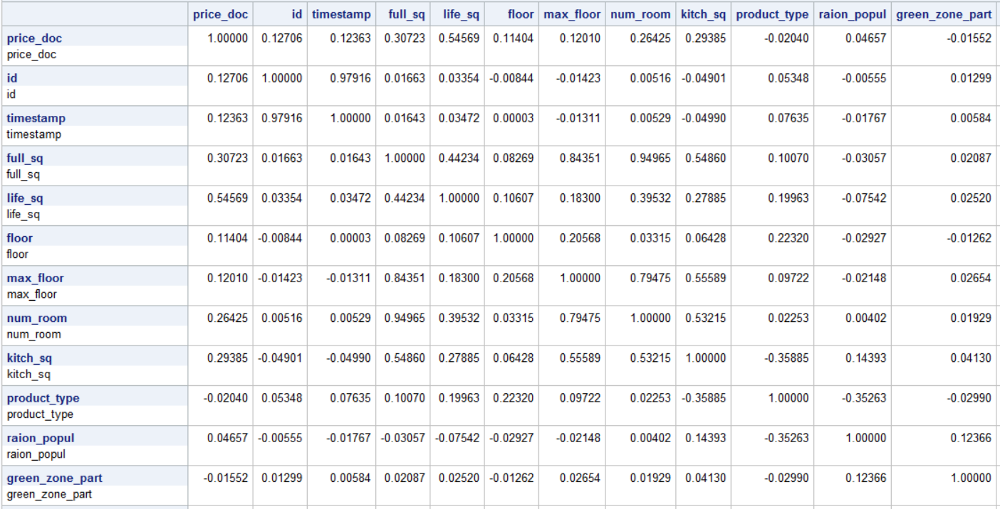 price_doc id timestamp full_sq life_sq floor max_floor num_room kitch_sq product_type raion_popul green_zone_part
price_doc 1.00000 0.12706 0.12363 0.30723 0.54569 0.11404 0.12010 0.26425 0.29385 -0.02040 0.04657 -0.01552
price_doc
id 0.12706 1.00000 0.97916 0.01663 0.03354 -0.00844 -0.01423 0.00516 -0.04901 0.05348 -0.00555 0.01299
id
timestamp 0.12363 0.97916 1.00000 0.01643 0.03472 0.00003 -0.01311 0.00529 -0.04990 0.07635 -0.01767 0.00584
timestamp
full_sq 0.30723 0.01663 0.01643 1.00000 0.44234 0.08269 0.84351 0.94965 0.54860 0.10070 -0.03057 0.02087
full_sq
life_sq 0.54569 0.03354 0.03472 0.44234 1.00000 0.10607 0.18300 0.39532 0.27885 0.19963 -0.07542 0.02520
life_sq
floor 0.11404 -0.00844 0.00003 0.08269 0.10607 1.00000 0.20568 0.03315 0.06428 0.22320 -0.02927 -0.01262
floor
max_floor 0.12010 -0.01423 -0.01311 0.84351 0.18300 0.20568 1.00000 0.79475 0.55589 0.09722 -0.02148 0.02654
max_floor
num_room 0.26425 0.00516 0.00529 0.94965 0.39532 0.03315 0.79475 1.00000 0.53215 0.02253 0.00402 0.01929
num_room
kitch_sq 0.29385 -0.04901 -0.04990 0.54860 0.27885 0.06428 0.55589 0.53215 1.00000 -0.35885 0.14393 0.04130
kitch_sq
product_type -0.02040 0.05348 0.07635 0.10070 0.19963 0.22320 0.09722 0.02253 -0.35885 1.00000 -0.35263 -0.02990
product_type
raion_popul 0.04657 -0.00555 -0.01767 -0.03057 -0.07542 -0.02927 -0.02148 0.00402 0.14393 -0.35263 1.00000 0.12366
raion_popul
green_zone_part -0.01552 0.01299 0.00584 0.02087 0.02520 -0.01262 0.02654 0.01929 0.04130 -0.02990 0.12366 1.00000
green_zone_part